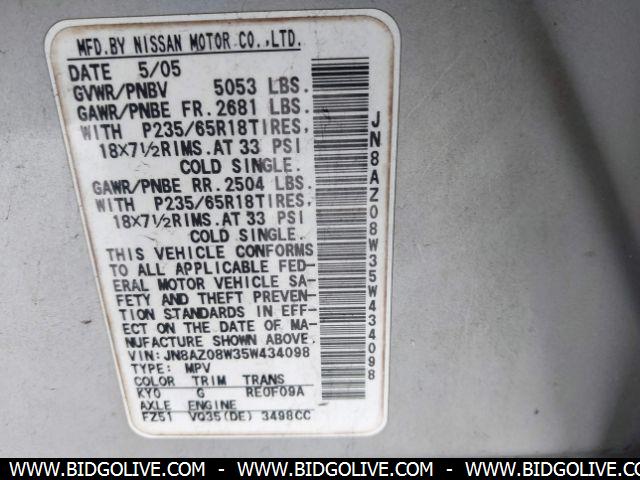 MFD.BY NISSAN MOTOR CO.,LTD.
DATE 5/05
GVWR/PNBV 5053 LBS.
GAWR/PNBE FR.2681 LBS.
WITH P235/65R18TIRES,
18X7½RIMS.AT 33 PSI
COLD SINGLE.
GAWR/PNBE RR.2504 LBS.
WITH P235/65R18TIRES,
18X7½RIMS.AT 33 PSI
COLD SINGLE.
THIS VEHICLE CONFORMS
TO ALL APPLICABLE FED-
ERAL MOTOR VEHICLE SA-
FETY AND THEFT PREVEN-
TION STANDARDS IN EFF-
ECT ON THE DATE OF MA-
NUFACTURE SHOWN ABOVE.
VIN: JN8AZ08W35W434098
TYPE: MPV
COLOR TRIM TRANS
KY0 G RE0F09A
AXLE ENGINE
FZ51 VQ35(DE) 3498CC
JN8AZ08W35W434098
WWW.BIDGOLIVE.COM - WWW.BIDGOLIVE.COM - WWW.BIDGOLIVE.COM